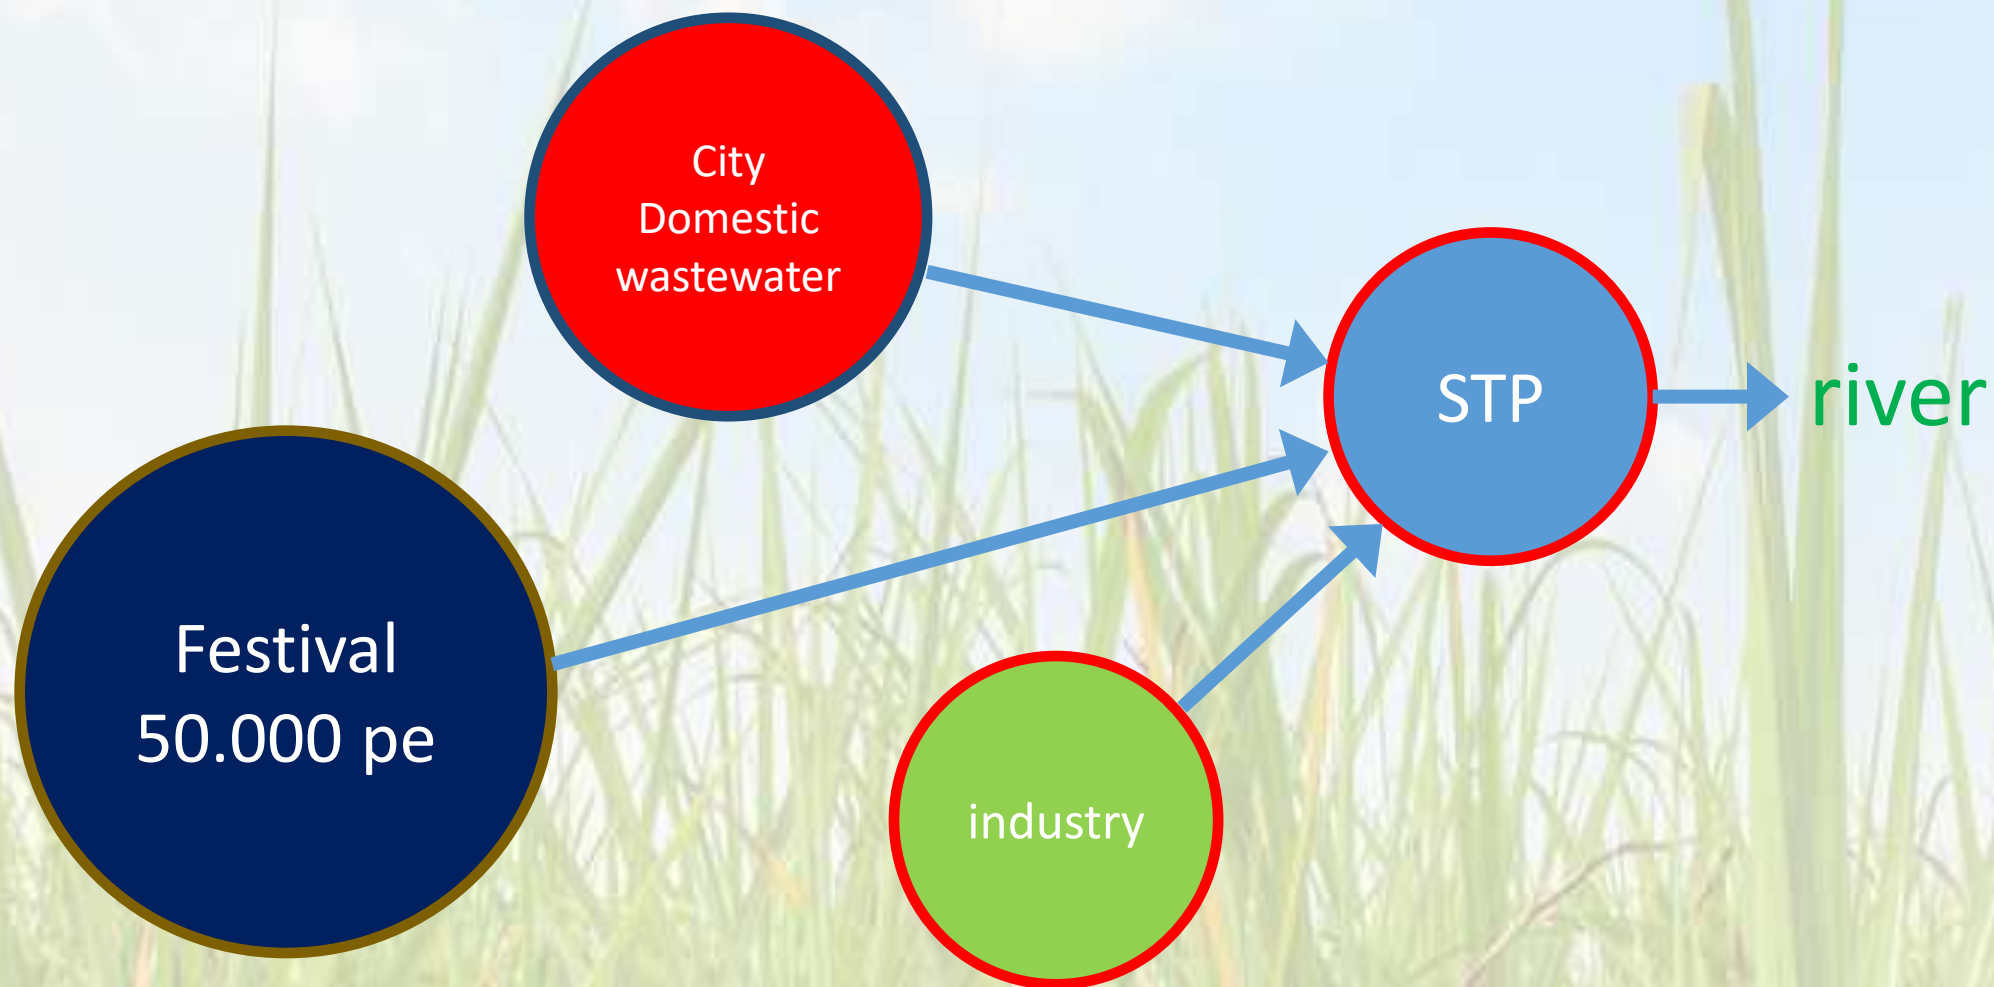 City
Domestic
wastewater
STP
river
Festival
50.000 pe
industry